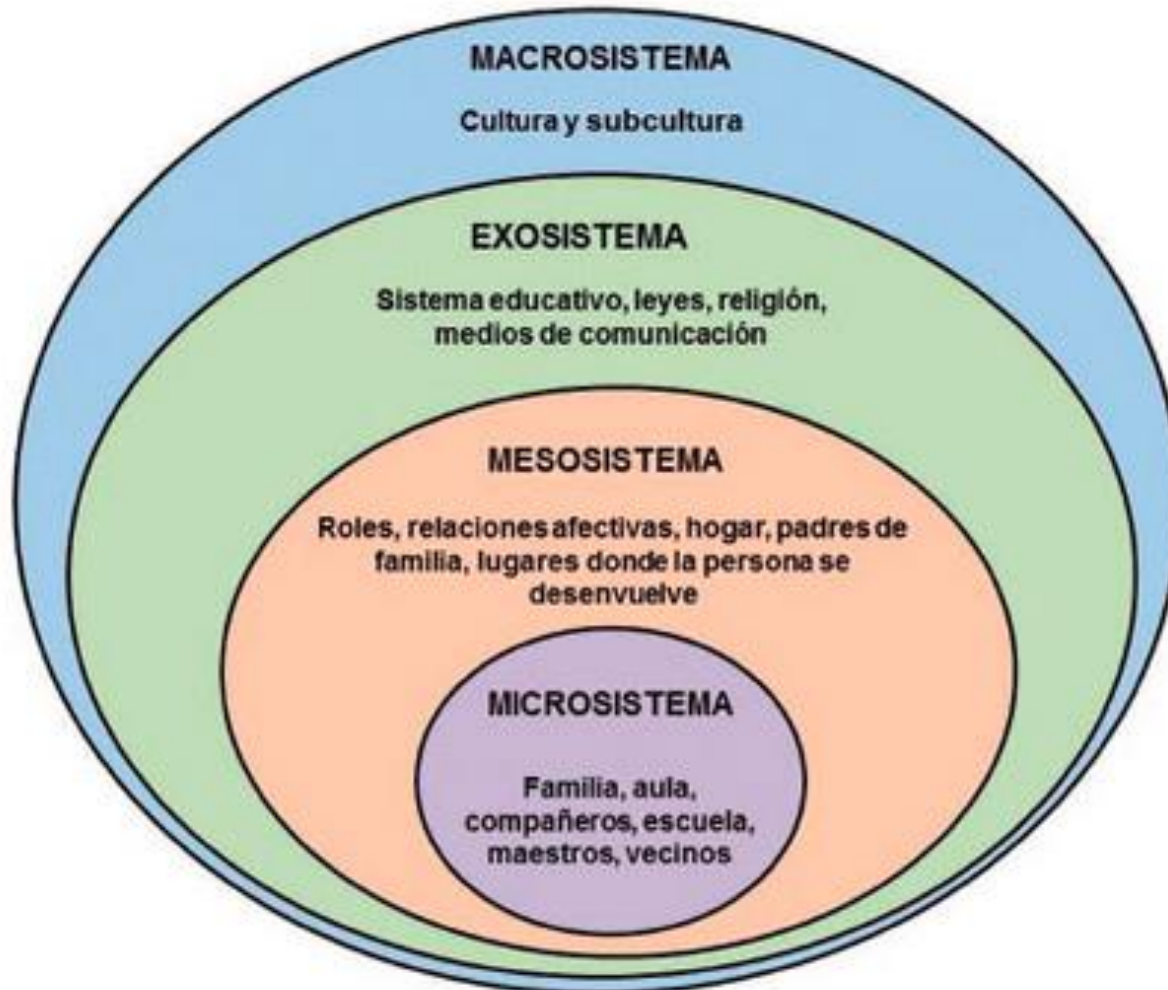 MACROSISTEMA
Cultura y subcultura
EXOSISTEMA
Sistema educativo, leyes, religión,
medios de comunicación
MESOSISTEMA
Roles, relaciones afectivas, hogar, padres de
familia, lugares donde la persona se
desenvuelve
MICROSISTEMA
Familia, aula,
compañeros, escuela,
maestros, vecinos